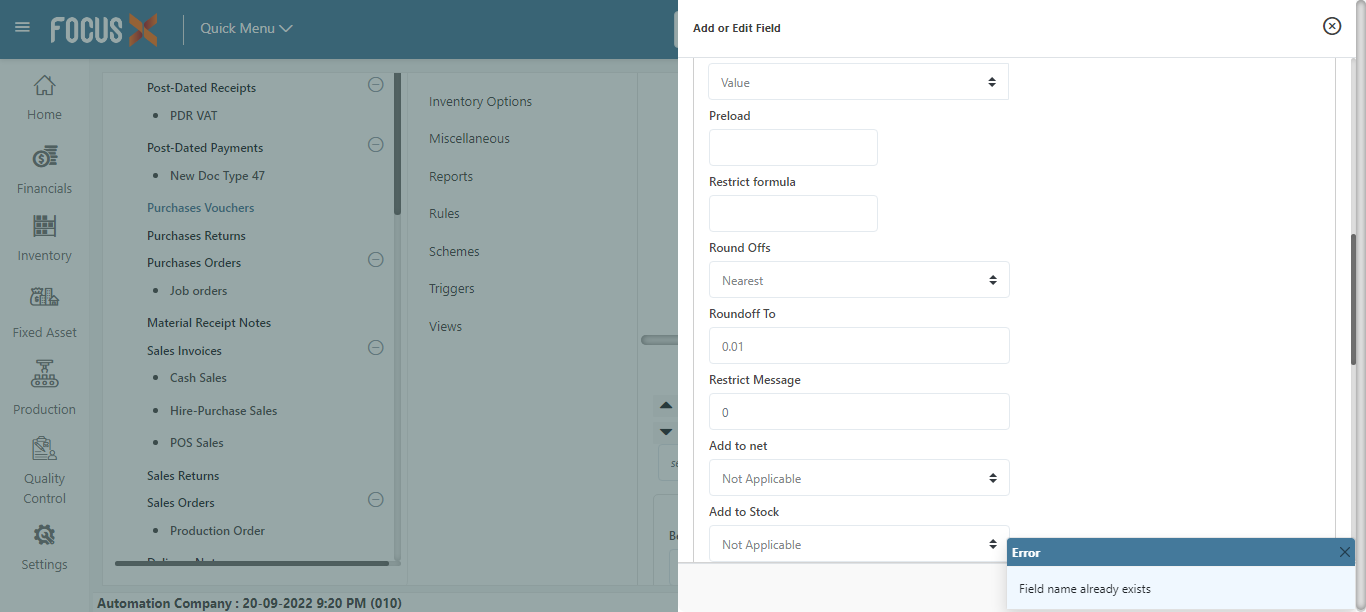 FOCUS X
Quick Menu
Home
Financials
Inventory
Fixed Asset
Production
Quality
Control
Settings
Post-Dated Receipts
PDR VAT
Post-Dated Payments
New Doc Type 47
Purchases Vouchers
Purchases Returns
Purchases Orders
Job orders
Material Receipt Notes
Sales Invoices
Cash Sales
Hire-Purchase Sales
POS Sales
Sales Returns
Sales Orders
Production Order
Inventory Options
Miscellaneous
Reports
Rules
Schemes
Triggers
Views
Automation Company : 20-09-2022 9:20 PM (010)
Add or Edit Field
Value
Preload
Restrict formula
Round Offs
Nearest
Roundoff To
0.01
Restrict Message
0
Add to net
Not Applicable
Add to Stock
Not Applicable
Error
Field name already exists